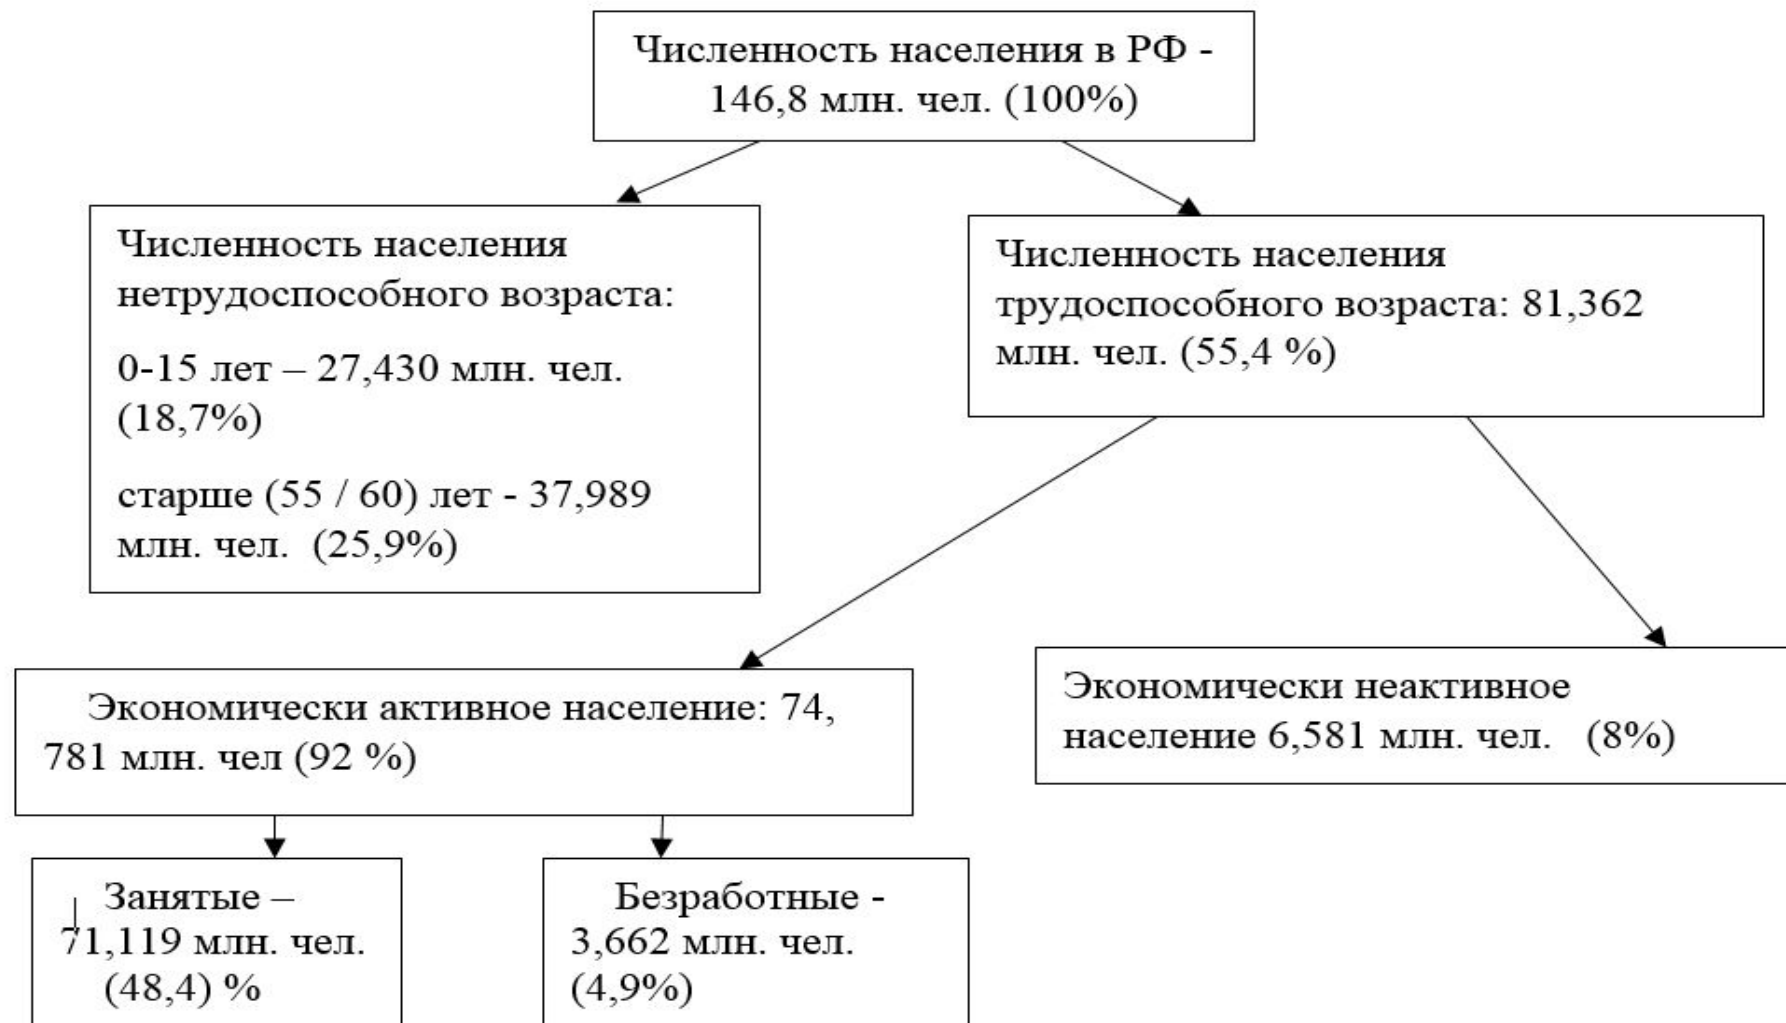 Численность населения в РФ -
146,8 млн. чел. (100%)
Численность населения
нетрудоспособного возраста:
0-15 лет – 27,430 млн. чел.
(18,7%)
старше (55 / 60) лет - 37,989
млн. чел. (25,9%)
Численность населения
трудоспособного возраста: 81,362
млн. чел. (55,4 %)
Экономически активное население: 74,
781 млн. чел (92 %)
Экономически неактивное
население 6,581 млн. чел. (8%)
Занятые –
71,119 млн. чел.
(48,4) %
Безработные -
3,662 млн. чел.
(4,9%)